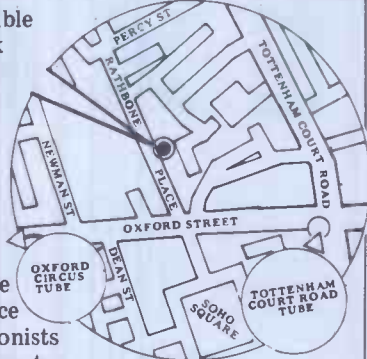 ible
k
PERCY ST
RATHBONE
PLACE
TOTTENHAM COURT ROAD
NEWMAN ST
OXFORD STREET
DEAN ST
OXFORD
CIRCUS
TUBE
SOHO
SQUARE
TOTTENHAM
COURT ROAD
TUBE
e
ce
onists